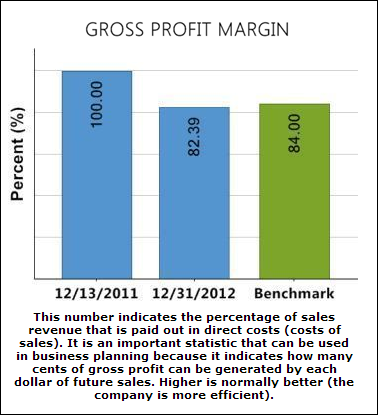 GROSS PROFIT MARGIN
Percent (%)
100.00
82.39
84.00
12/13/2011 12/31/2012 Benchmark
This number indicates the percentage of sales
revenue that is paid out in direct costs (costs of
sales). It is an important statistic that can be used
in business planning because it indicates how many
cents of gross profit can be generated by each
dollar of future sales. Higher is normally better (the
company is more efficient).